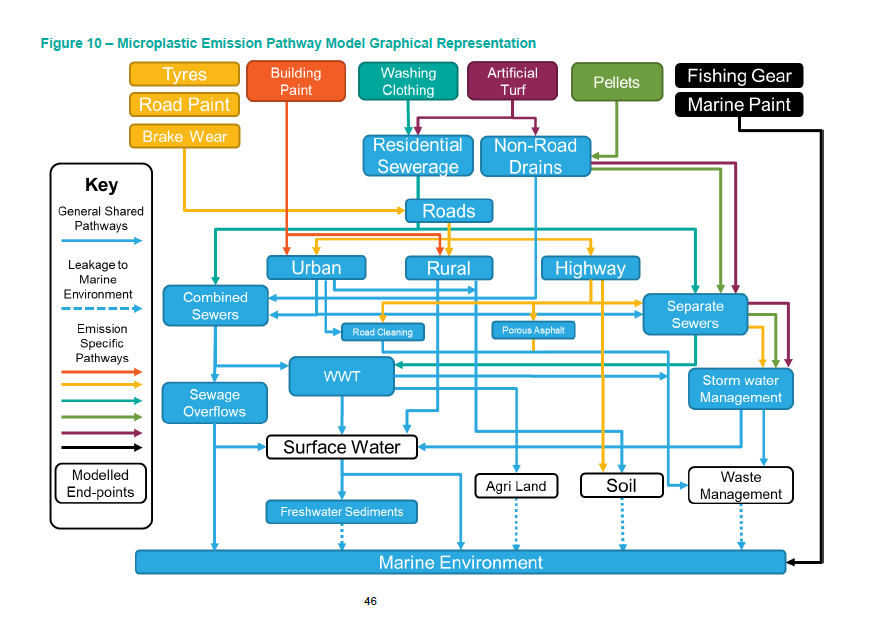 Figure 10 – Microplastic Emission Pathway Model Graphical Representation
Tyres
Road Paint
Brake Wear
Building
Paint
Washing
Clothing
Artificial
Turf
Pellets
Fishing Gear
Marine Paint
Residential
Sewerage
Non-Road
Drains
Key
General Shared
Pathways
Leakage to
Marine
Environment
Emission
Specific
Pathways
Modelled
End-points
Roads
Urban
Rural
Highway
Combined
Sewers
Separate
Sewers
Road Cleaning
Porous Asphalt
WWT
Sewage
Overflows
Storm water
Management
Surface Water
Agri Land
Soil
Waste
Management
Freshwater Sediments
Marine Environment
46